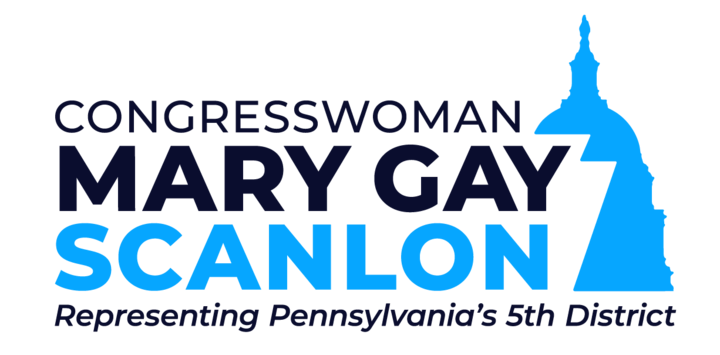 CONGRESSWOMAN
MARY GAY
SCANLON
Representing Pennsylvania's 5th District